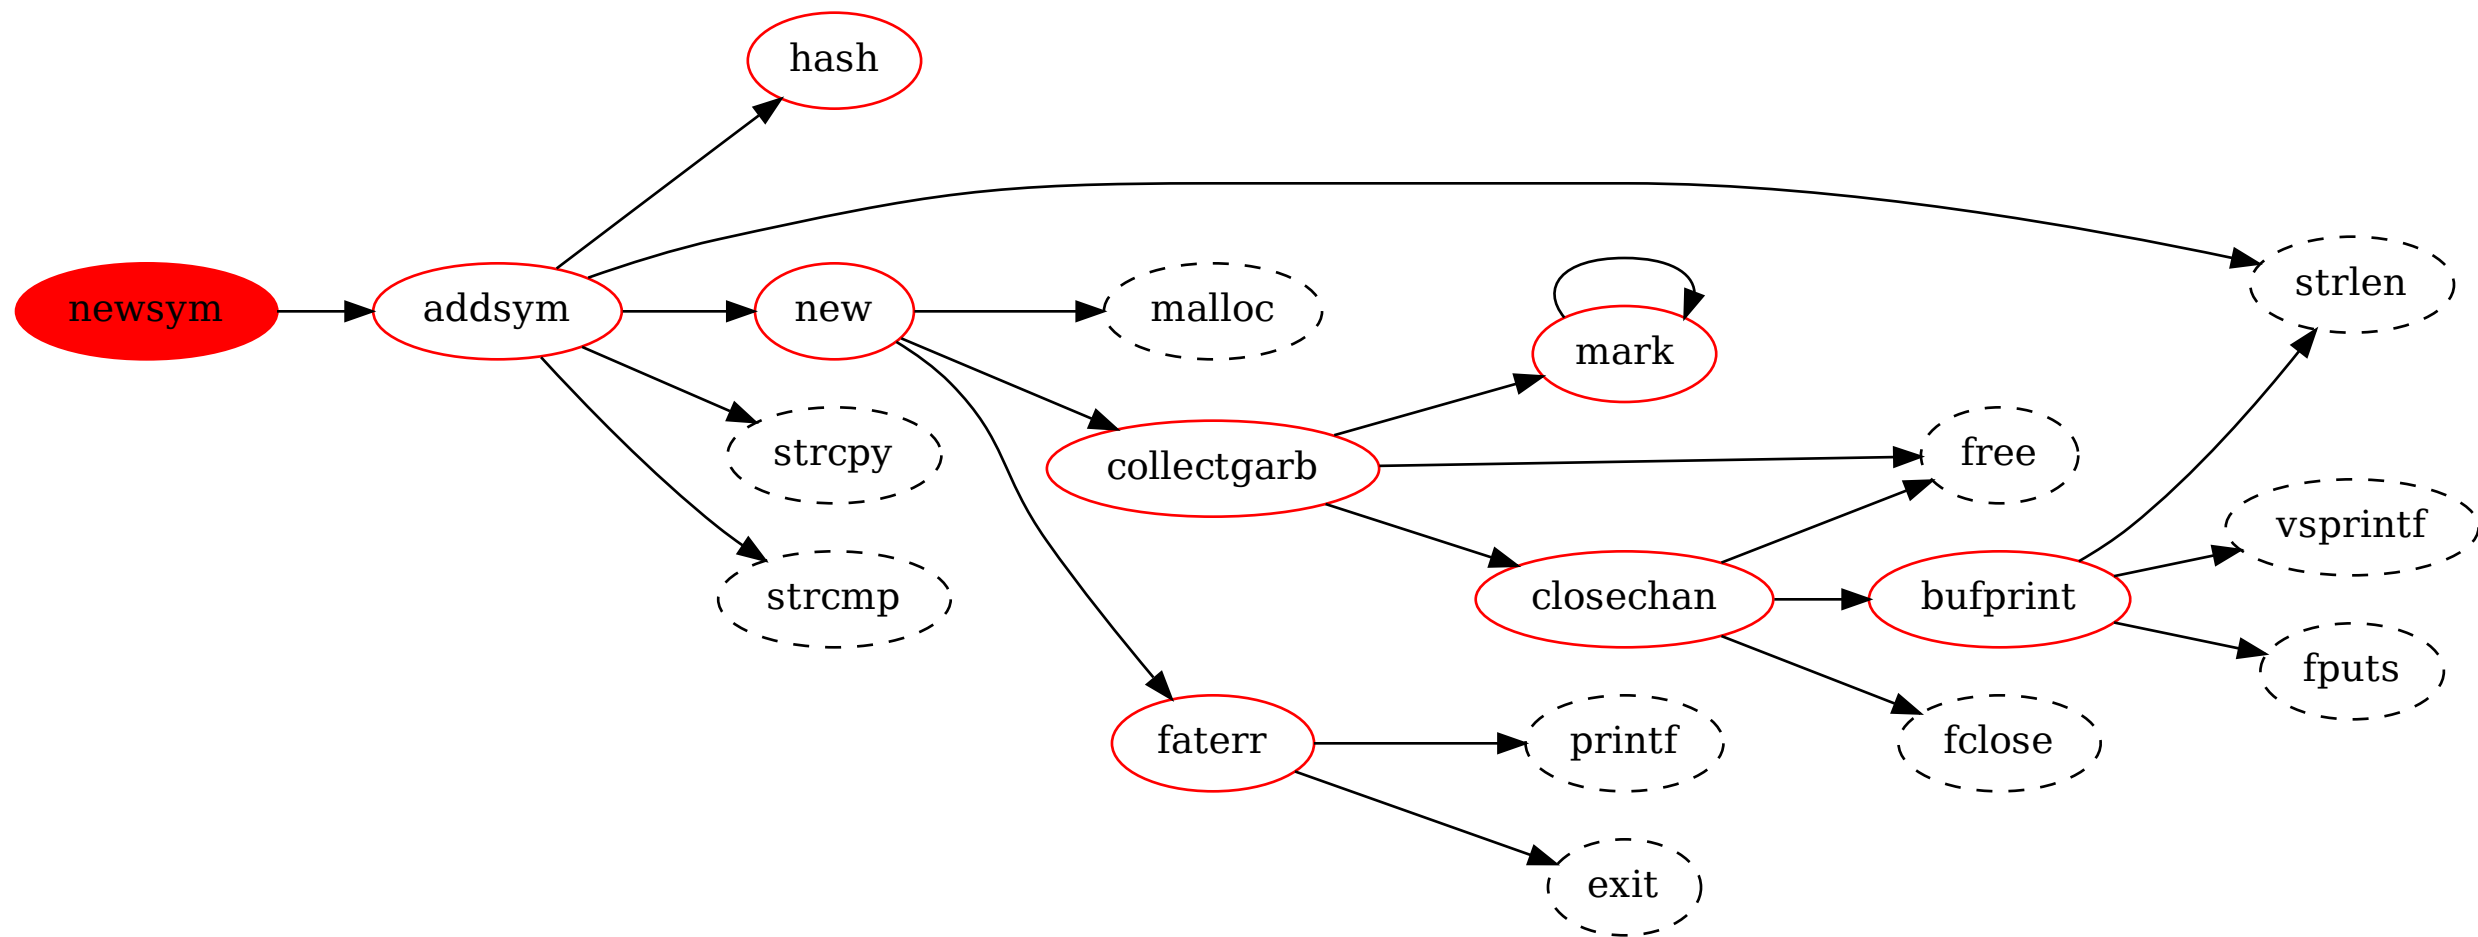 hash
newsym
addsym
new
malloc
mark
strlen
strcpy
collectgarb
free
vsprintf
strcmp
closechan
bufprint
fputs
faterr
printf
fclose
exit